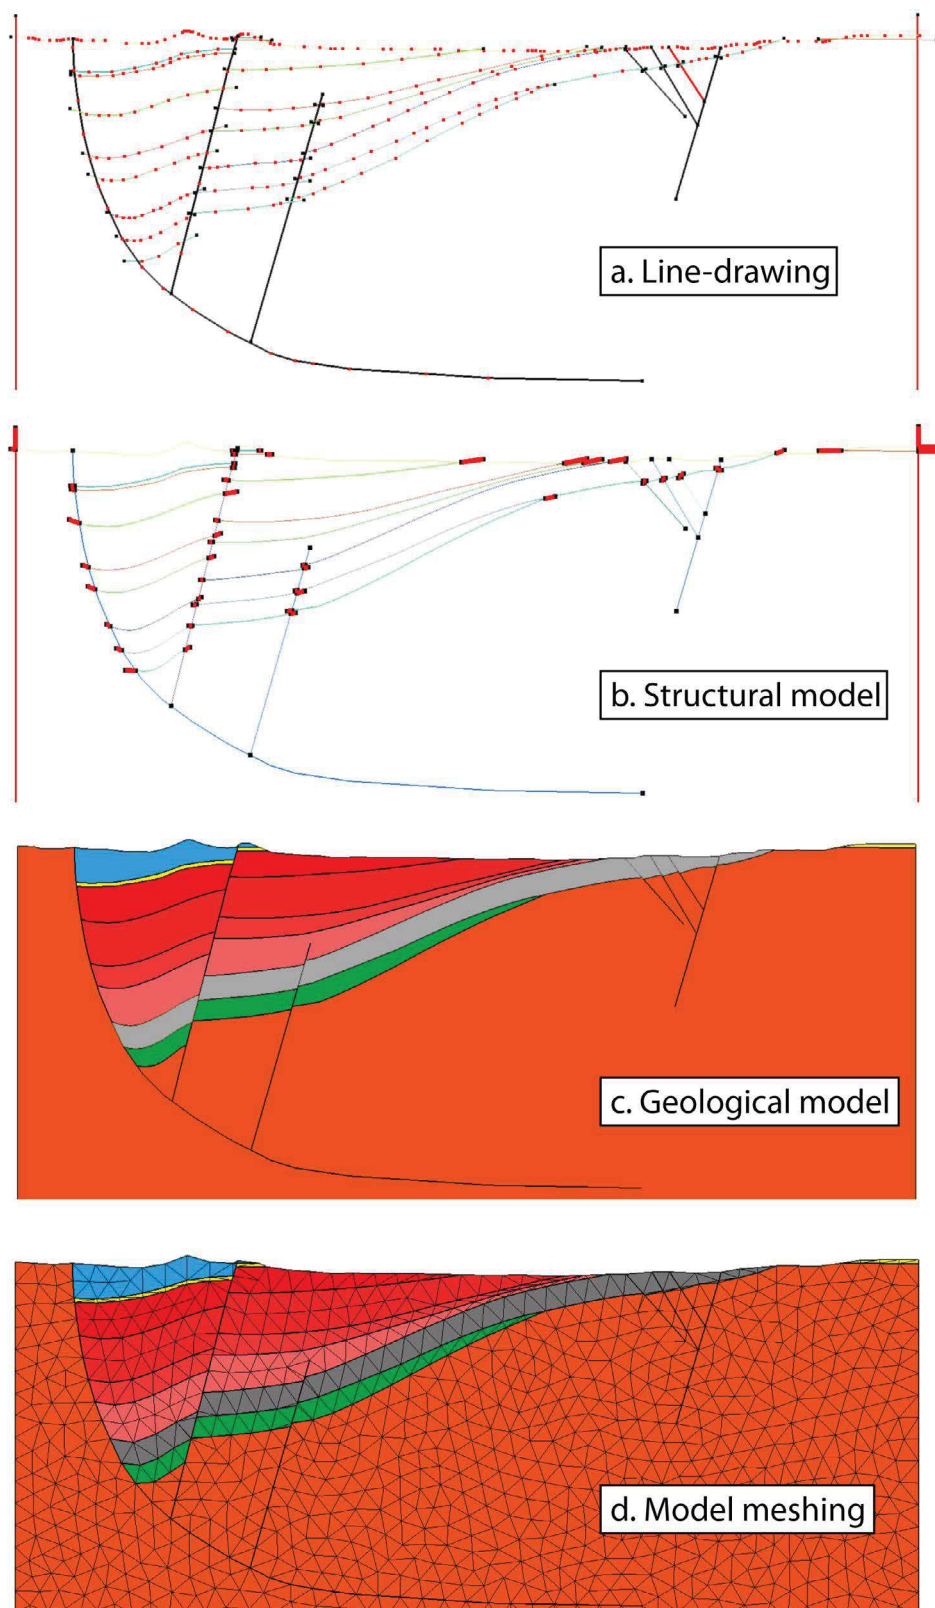 a. Line-drawing
b. Structural model
c. Geological model
d. Model meshing